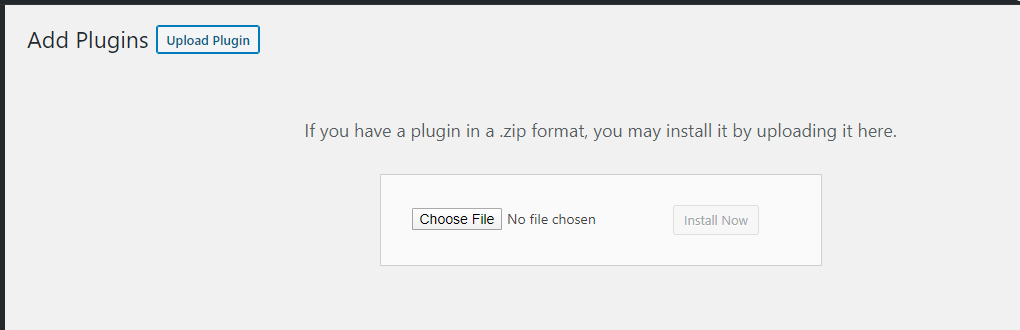 Add Plugins Upload Plugin
If you have a plugin in a .zip format, you may install it by uploading it here.
Choose File No file chosen Install Now